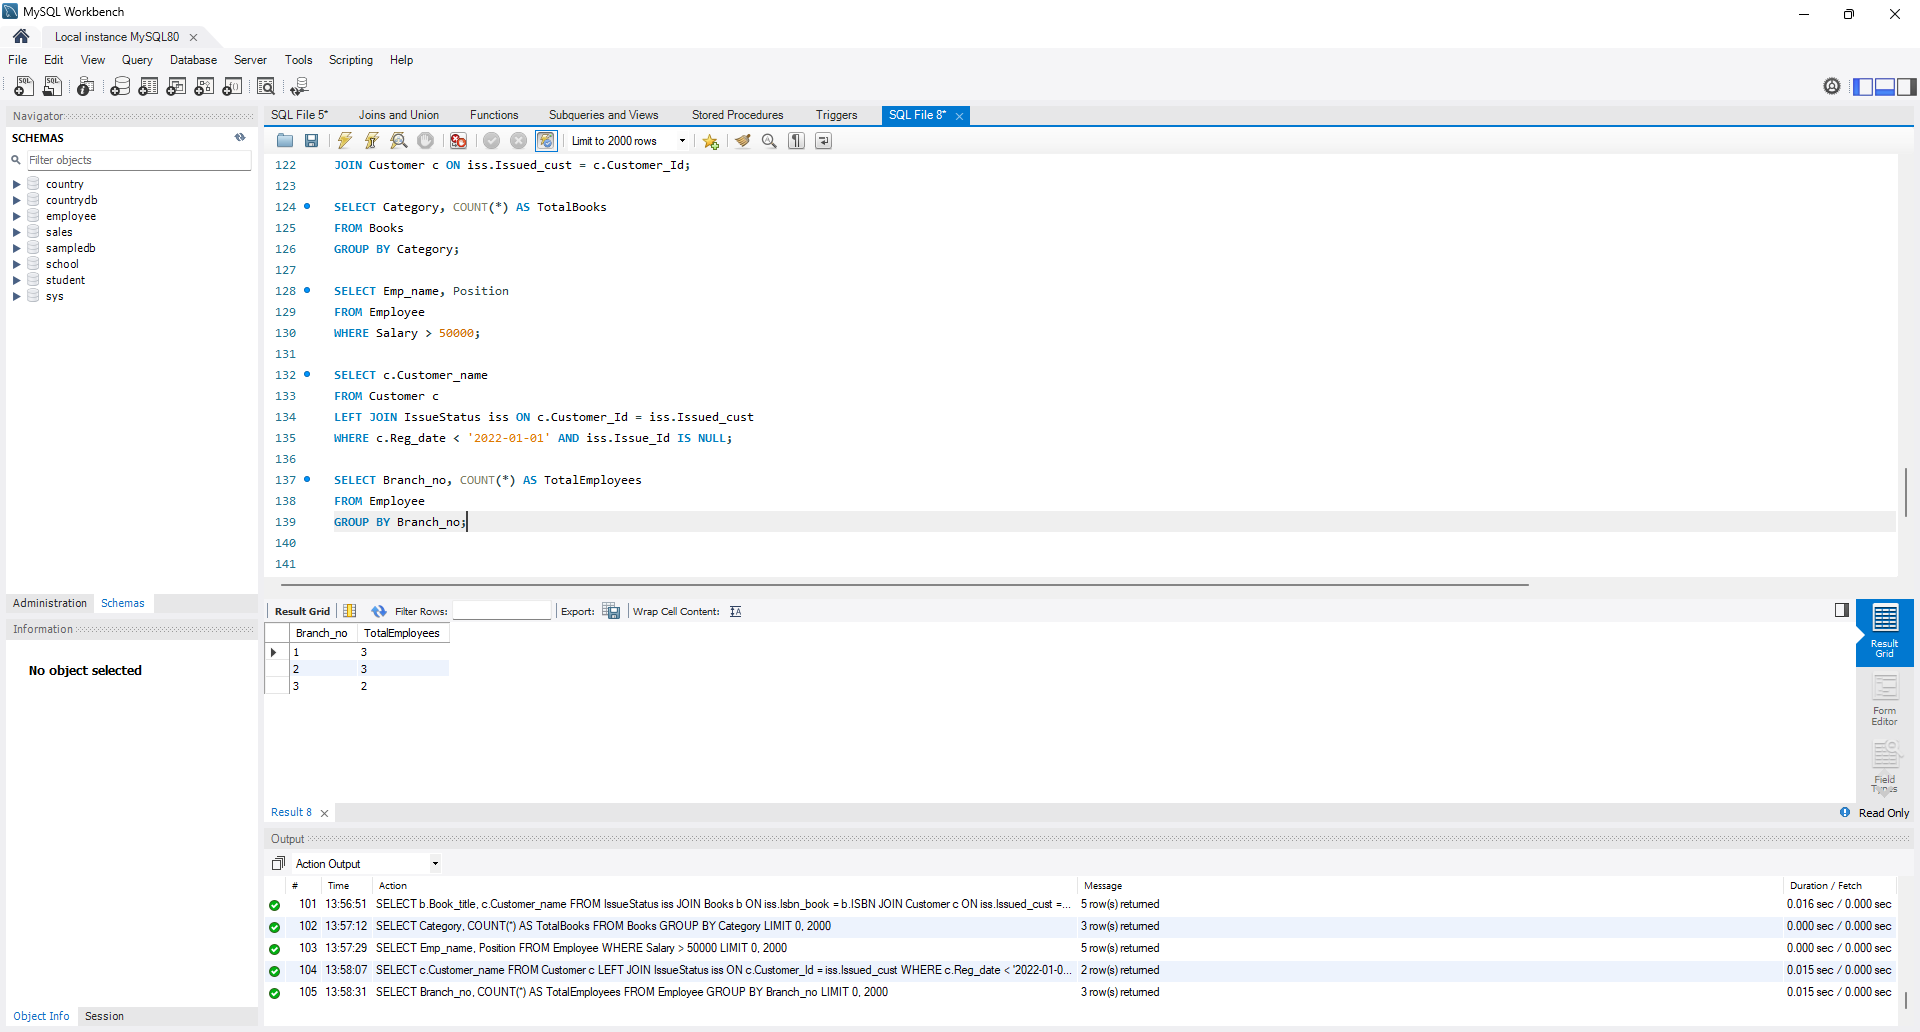 MySQL Workbench
Local instance MySQL80
File Edit View Query Database Server Tools Scripting Help
Navigator
SCHEMAS
Filter objects
country
countrydb
employee
sales
sampledb
school
student
sys
Administration Schemas
Information
No object selected
Object Info Session
SQL File 5* Joins and Union Functions Subqueries and Views Stored Procedures Triggers SQL File 8*
Limit to 2000 rows
122 JOIN Customer c ON iss.Issued_cust = c.Customer_Id;
123
124 SELECT Category, COUNT(*) AS TotalBooks
125 FROM Books
126 GROUP BY Category;
127
128 SELECT Emp_name, Position
129 FROM Employee
130 WHERE Salary > 50000;
131
132 SELECT c.Customer_name
133 FROM Customer c
134 LEFT JOIN IssueStatus iss ON c.Customer_Id = iss.Issued_cust
135 WHERE c.Reg_date < '2022-01-01' AND iss.Issue_Id IS NULL;
136
137 SELECT Branch_no, COUNT(*) AS TotalEmployees
138 FROM Employee
139 GROUP BY Branch_no;
140
141
Result Grid Filter Rows: Export: Wrap Cell Content:
Branch_no TotalEmployees
1 3
2 3
3 2
Result Grid
Form Editor
Field Types
Result 8
Read Only
Output
Action Output
# Time Action Message Duration / Fetch
101 13:56:51 SELECT b.Book_title, c.Customer_name FROM IssueStatus iss JOIN Books b ON iss.Isbn_book = b.ISBN JOIN Customer c ON iss.Issued_cust =... 5 row(s) returned 0.016 sec / 0.000 sec
102 13:57:12 SELECT Category, COUNT(*) AS TotalBooks FROM Books GROUP BY Category LIMIT 0, 2000 3 row(s) returned 0.000 sec / 0.000 sec
103 13:57:29 SELECT Emp_name, Position FROM Employee WHERE Salary > 50000 LIMIT 0, 2000 5 row(s) returned 0.000 sec / 0.000 sec
104 13:58:07 SELECT c.Customer_name FROM Customer c LEFT JOIN IssueStatus iss ON c.Customer_Id = iss.Issued_cust WHERE c.Reg_date < '2022-01-0... 2 row(s) returned 0.015 sec / 0.000 sec
105 13:58:31 SELECT Branch_no, COUNT(*) AS TotalEmployees FROM Employee GROUP BY Branch_no LIMIT 0, 2000 3 row(s) returned 0.015 sec / 0.000 sec